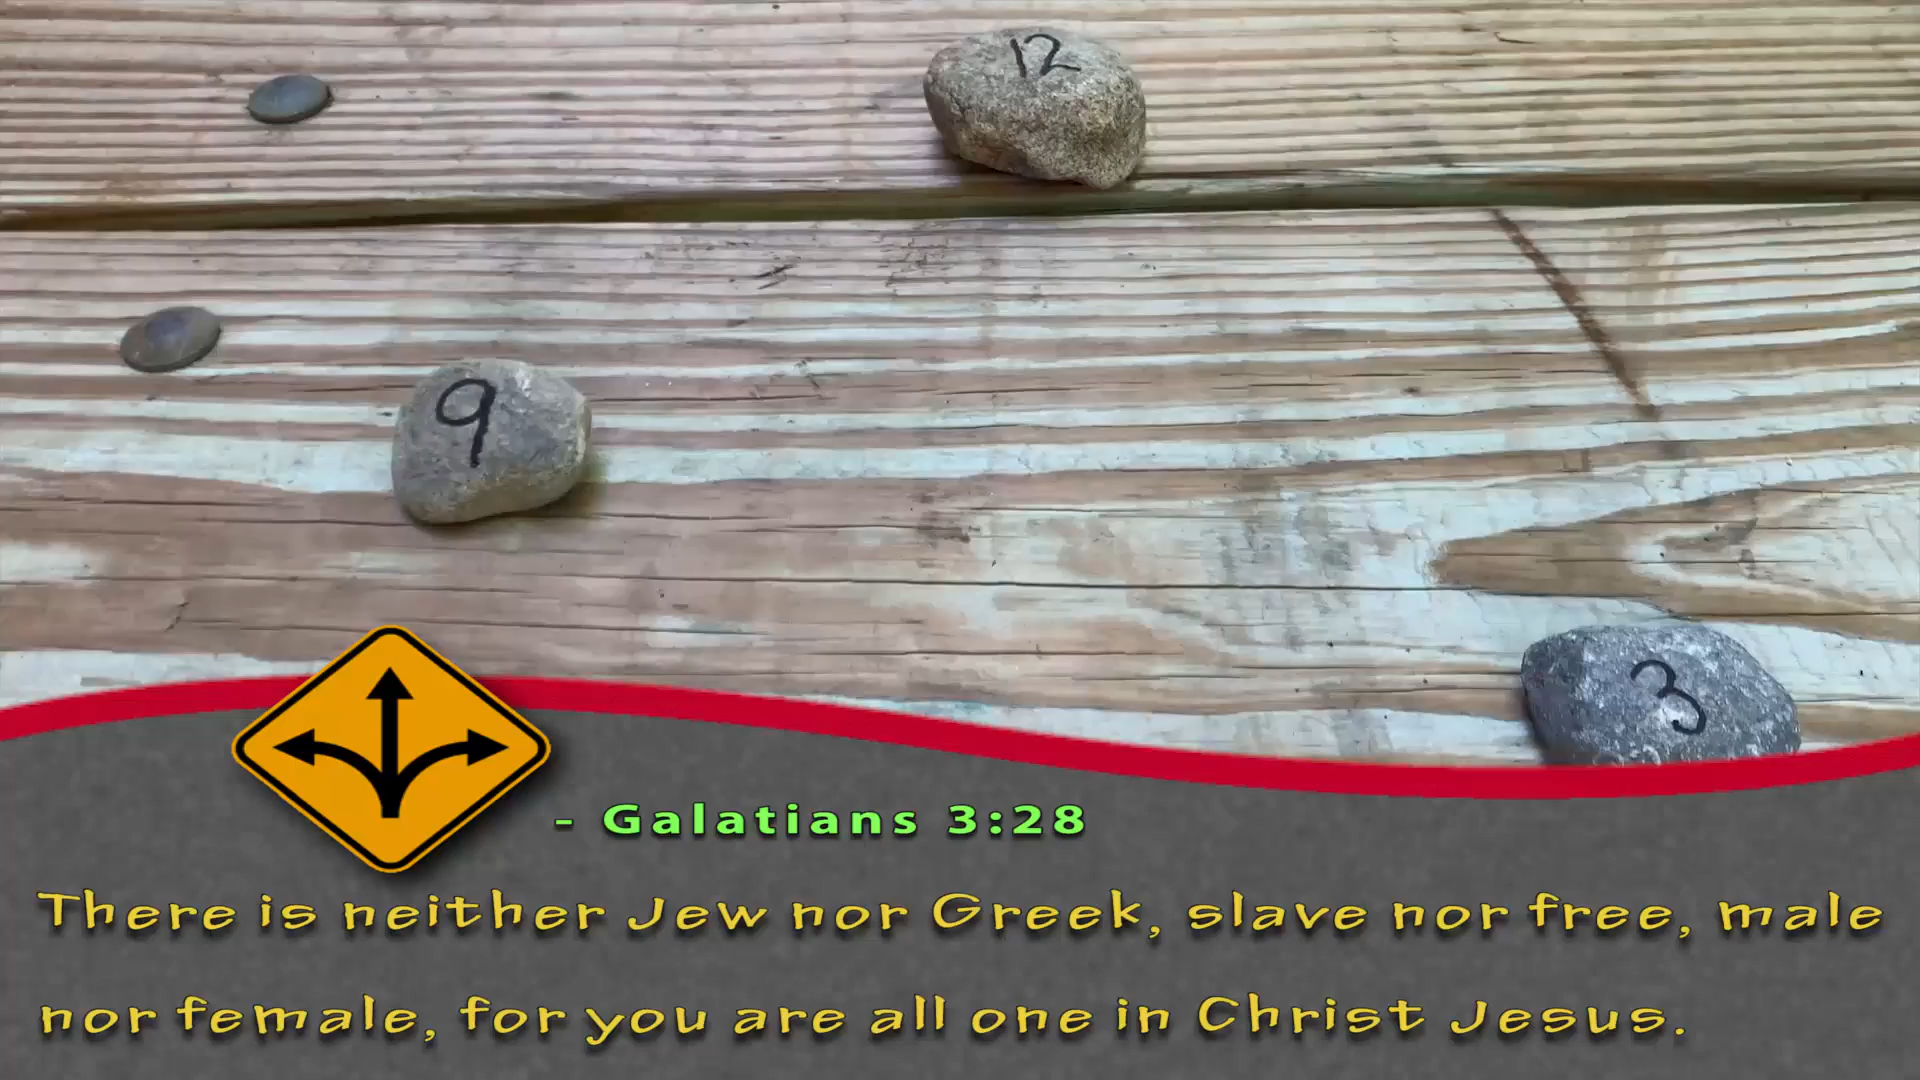 12
9
3
- Galatians 3:28
There is neither Jew nor Greek, slave nor free, male
nor female, for you are all one in Christ Jesus.